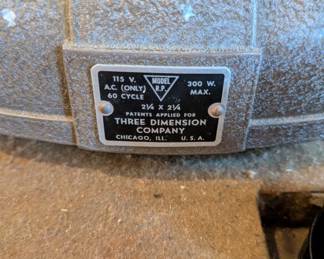 115 V. MODEL 300 W.
A.C. (ONLY) R.P. MAX.
60 CYCLE
2¼ X 2¼
PATENTS APPLIED FOR
THREE DIMENSION
COMPANY
CHICAGO, ILL. U.S.A.